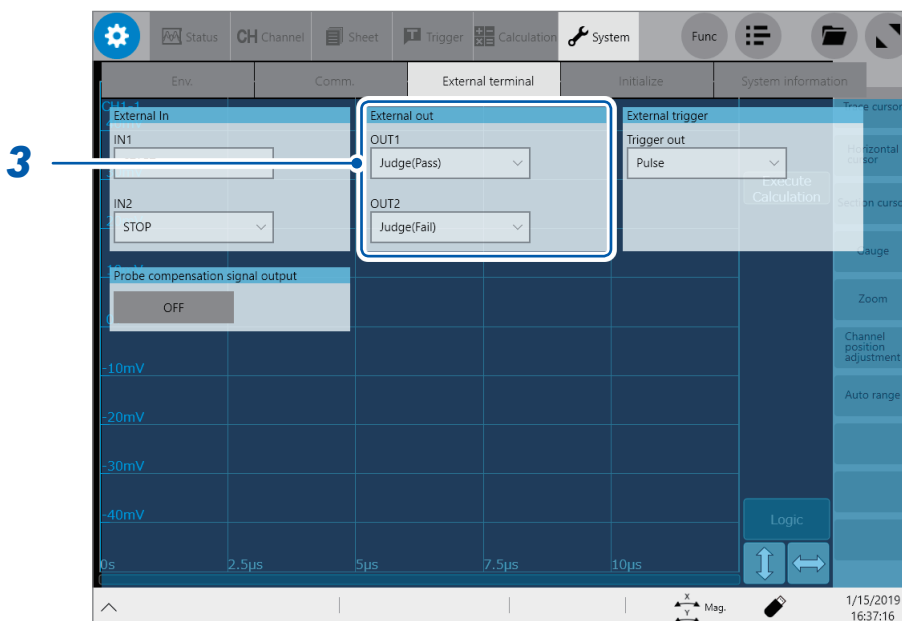 Status
CH Channel
Sheet
Trigger
Calculation
System
Func
Env.
Comm.
External terminal
Initialize
System information
CH1-1
Trace cursor
External In
External out
External trigger
IN1
OUT1
Trigger out
Horizontal
cursor
3
Judge(Pass)
Pulse
Execute
Calculation
IN2
OUT2
STOP
Judge(Fail)
Gauge
Probe compensation signal output
OFF
Zoom
Channel
position
adjustment
-10mV
Auto range
-20mV
-30mV
-40mV
Logic
0s
2.5µs
5µs
7.5µs
10µs
X
Y
Mag.
1/15/2019
16:37:16